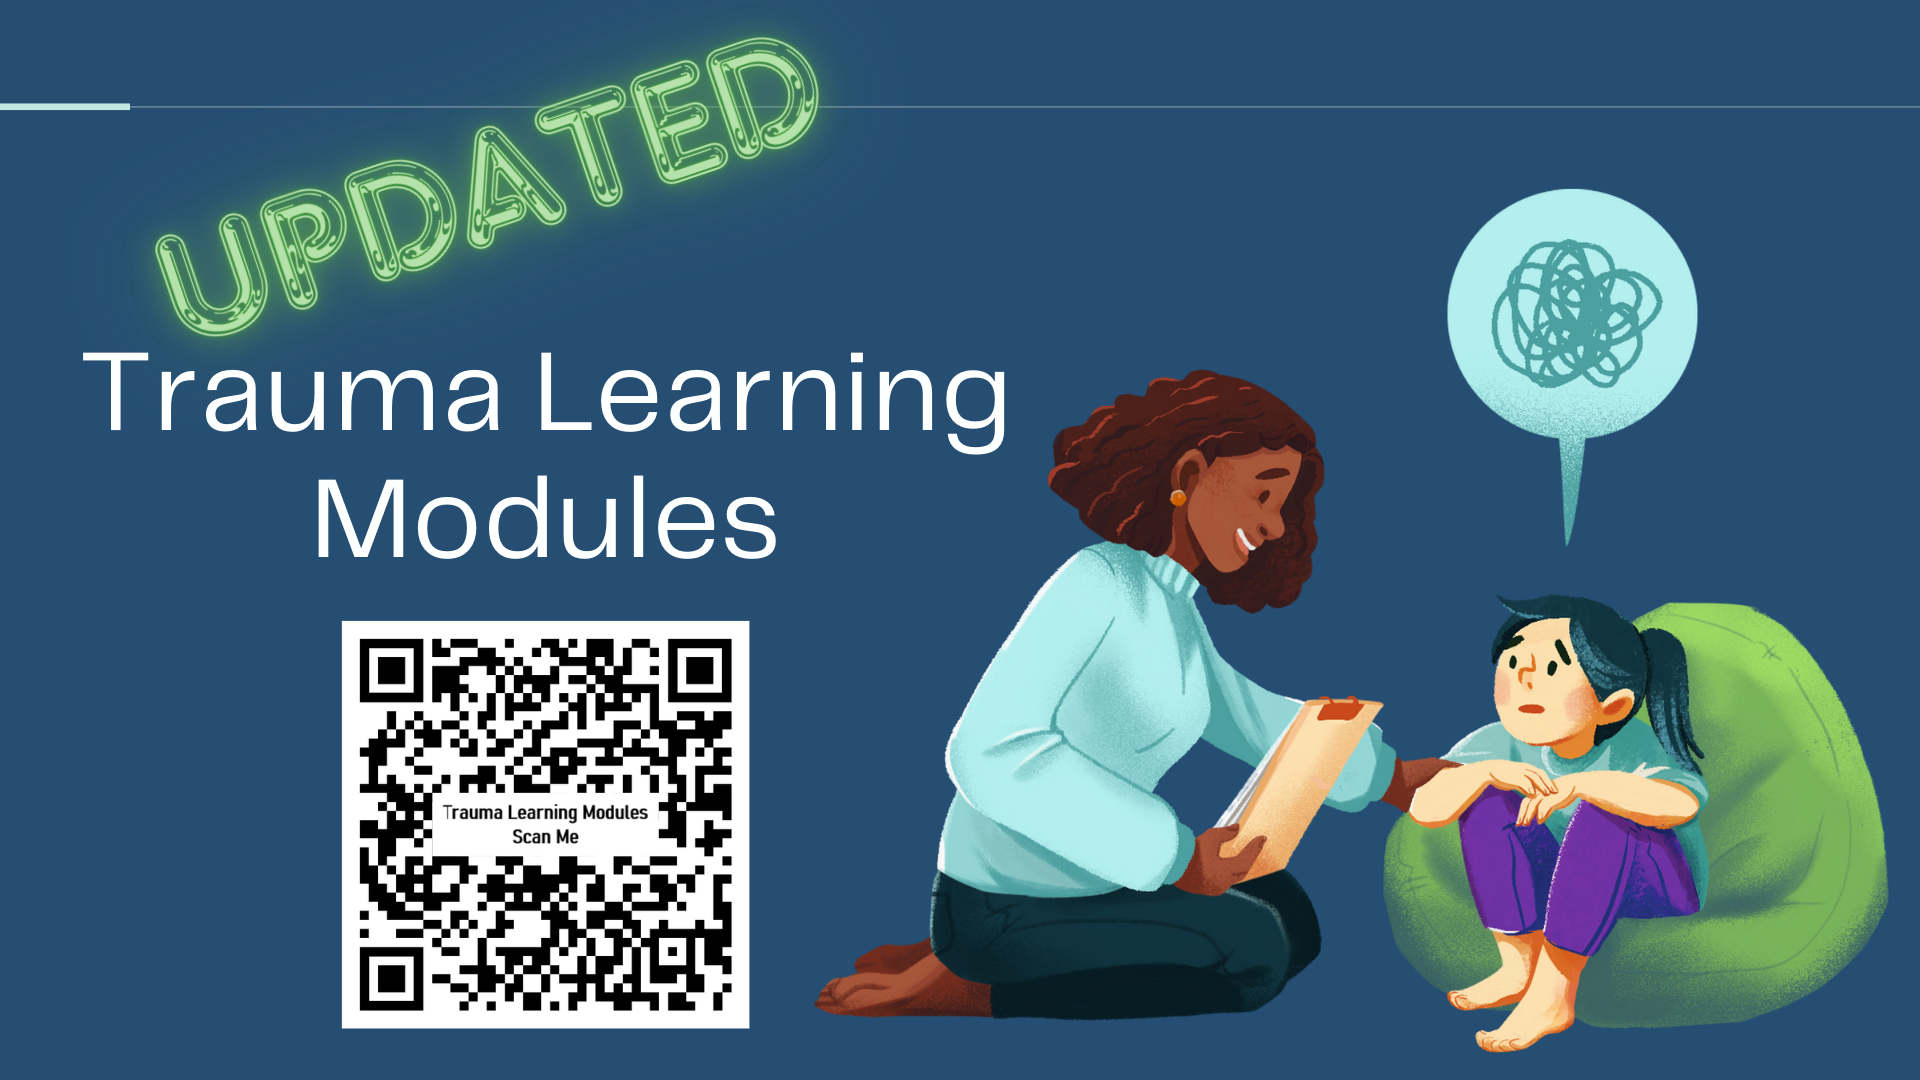 UPDATED
Trauma Learning
Modules
Trauma Learning Modules
Scan Me